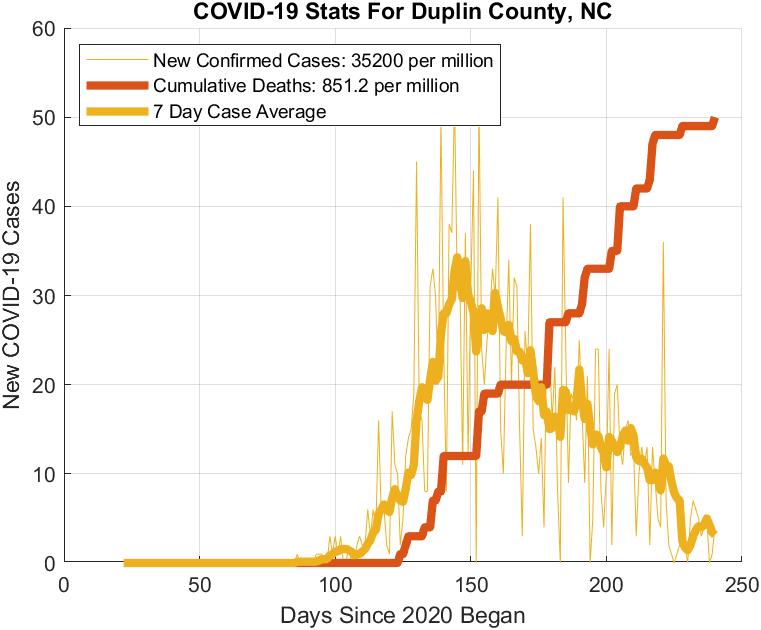 COVID-19 Stats For Duplin County, NC
60
New Confirmed Cases: 35200 per million
Cumulative Deaths: 851.2 per million
7 Day Case Average
50
40
30
20
10
0
New COVID-19 Cases
0 50 100 150 200 250
Days Since 2020 Began